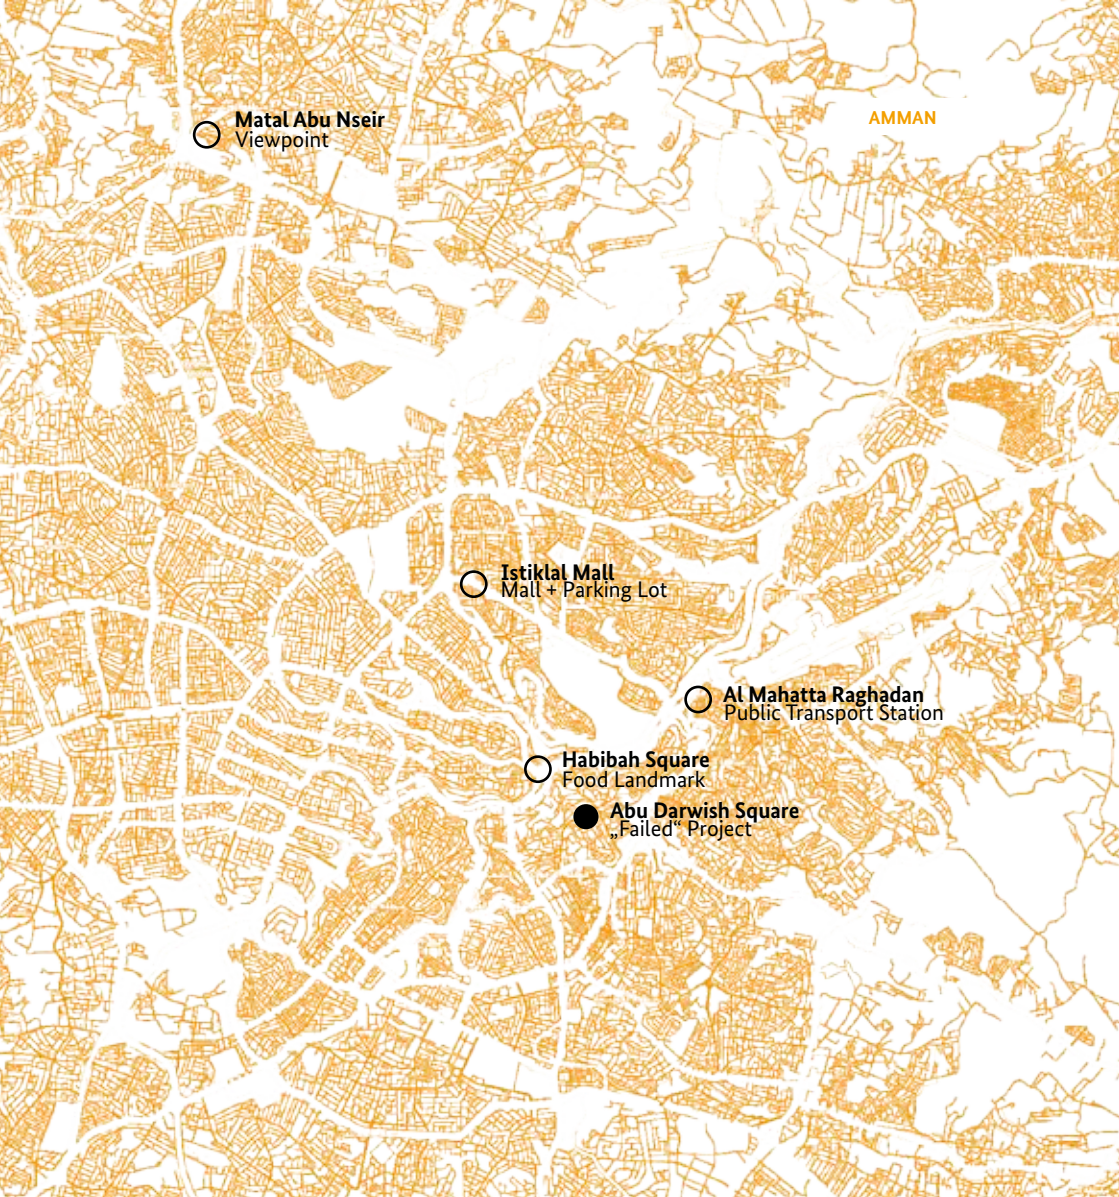 Matal Abu Nseir
Viewpoint
AMMAN
Istiklal Mall
Mall + Parking Lot
Al Mahatta Raghadan
Public Transport Station
Habibah Square
Food Landmark
Abu Darwish Square
„Failed“ Project